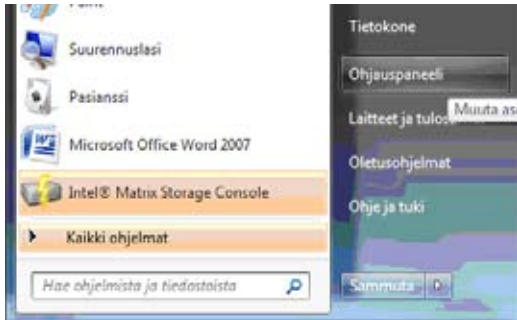 Paint
Suurennuslasi
Pasianssi
Microsoft Office Word 2007
Intel® Matrix Storage Console
Kaikki ohjelmat
Hae ohjelmista ja tiedostoista
Tietokone
Ohjauspaneeli
Muuta ase
Laitteet ja tulos
Oletusohjelmat
Ohje ja tuki
Sammuta